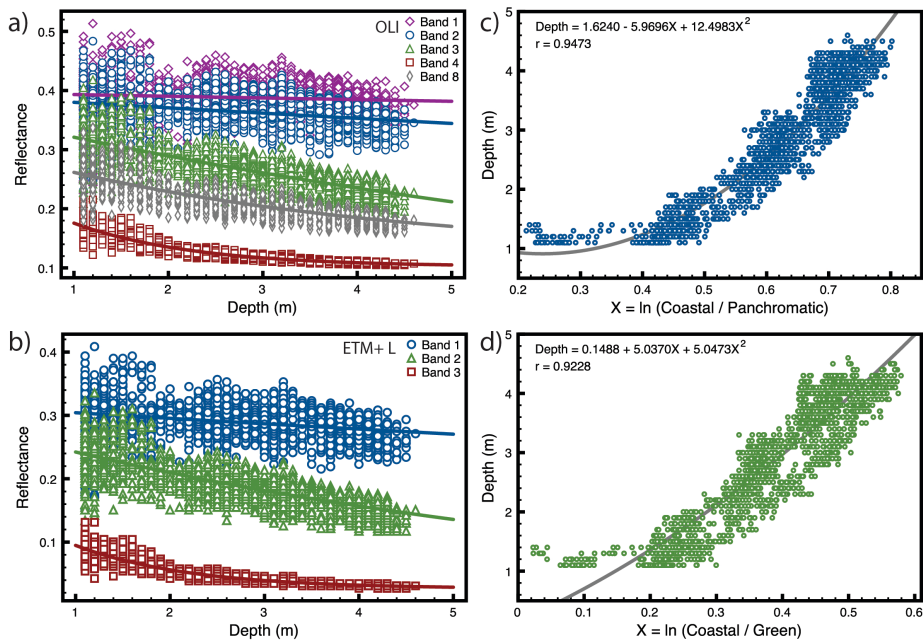 a)
OLI
Band 1
Band 2
Band 3
Band 4
Band 8
Reflectance
0.5
0.4
0.3
0.2
0.1
1 2 3 4 5
Depth (m)
c)
Depth = 1.6240 - 5.9696X + 12.4983X²
r = 0.9473
Depth (m)
5
4
3
2
1
0.2 0.3 0.4 0.5 0.6 0.7 0.8
X = ln (Coastal / Panchromatic)
b)
ETM+ L
Band 1
Band 2
Band 3
Reflectance
0.4
0.3
0.2
0.1
1 2 3 4 5
Depth (m)
d)
Depth = 0.1488 + 5.0370X + 5.0473X²
r = 0.9228
Depth (m)
5
4
3
2
1
0 0.1 0.2 0.3 0.4 0.5 0.6
X = ln (Coastal / Green)